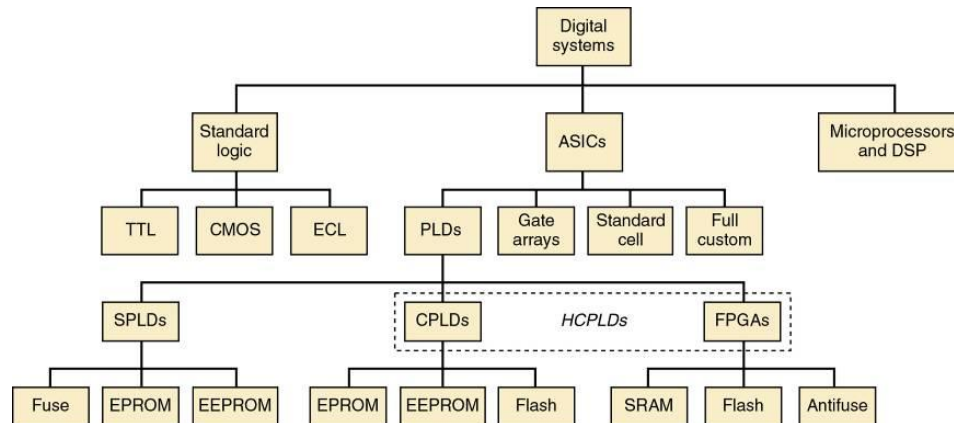 Digital
systems
Standard
logic
ASICs
Microprocessors
and DSP
TTL
CMOS
ECL
PLDs
Gate
arrays
Standard
cell
Full
custom
SPLDs
CPLDs
HCPLDs
FPGAs
Fuse
EPROM
EEPROM
EPROM
EEPROM
Flash
SRAM
Flash
Antifuse